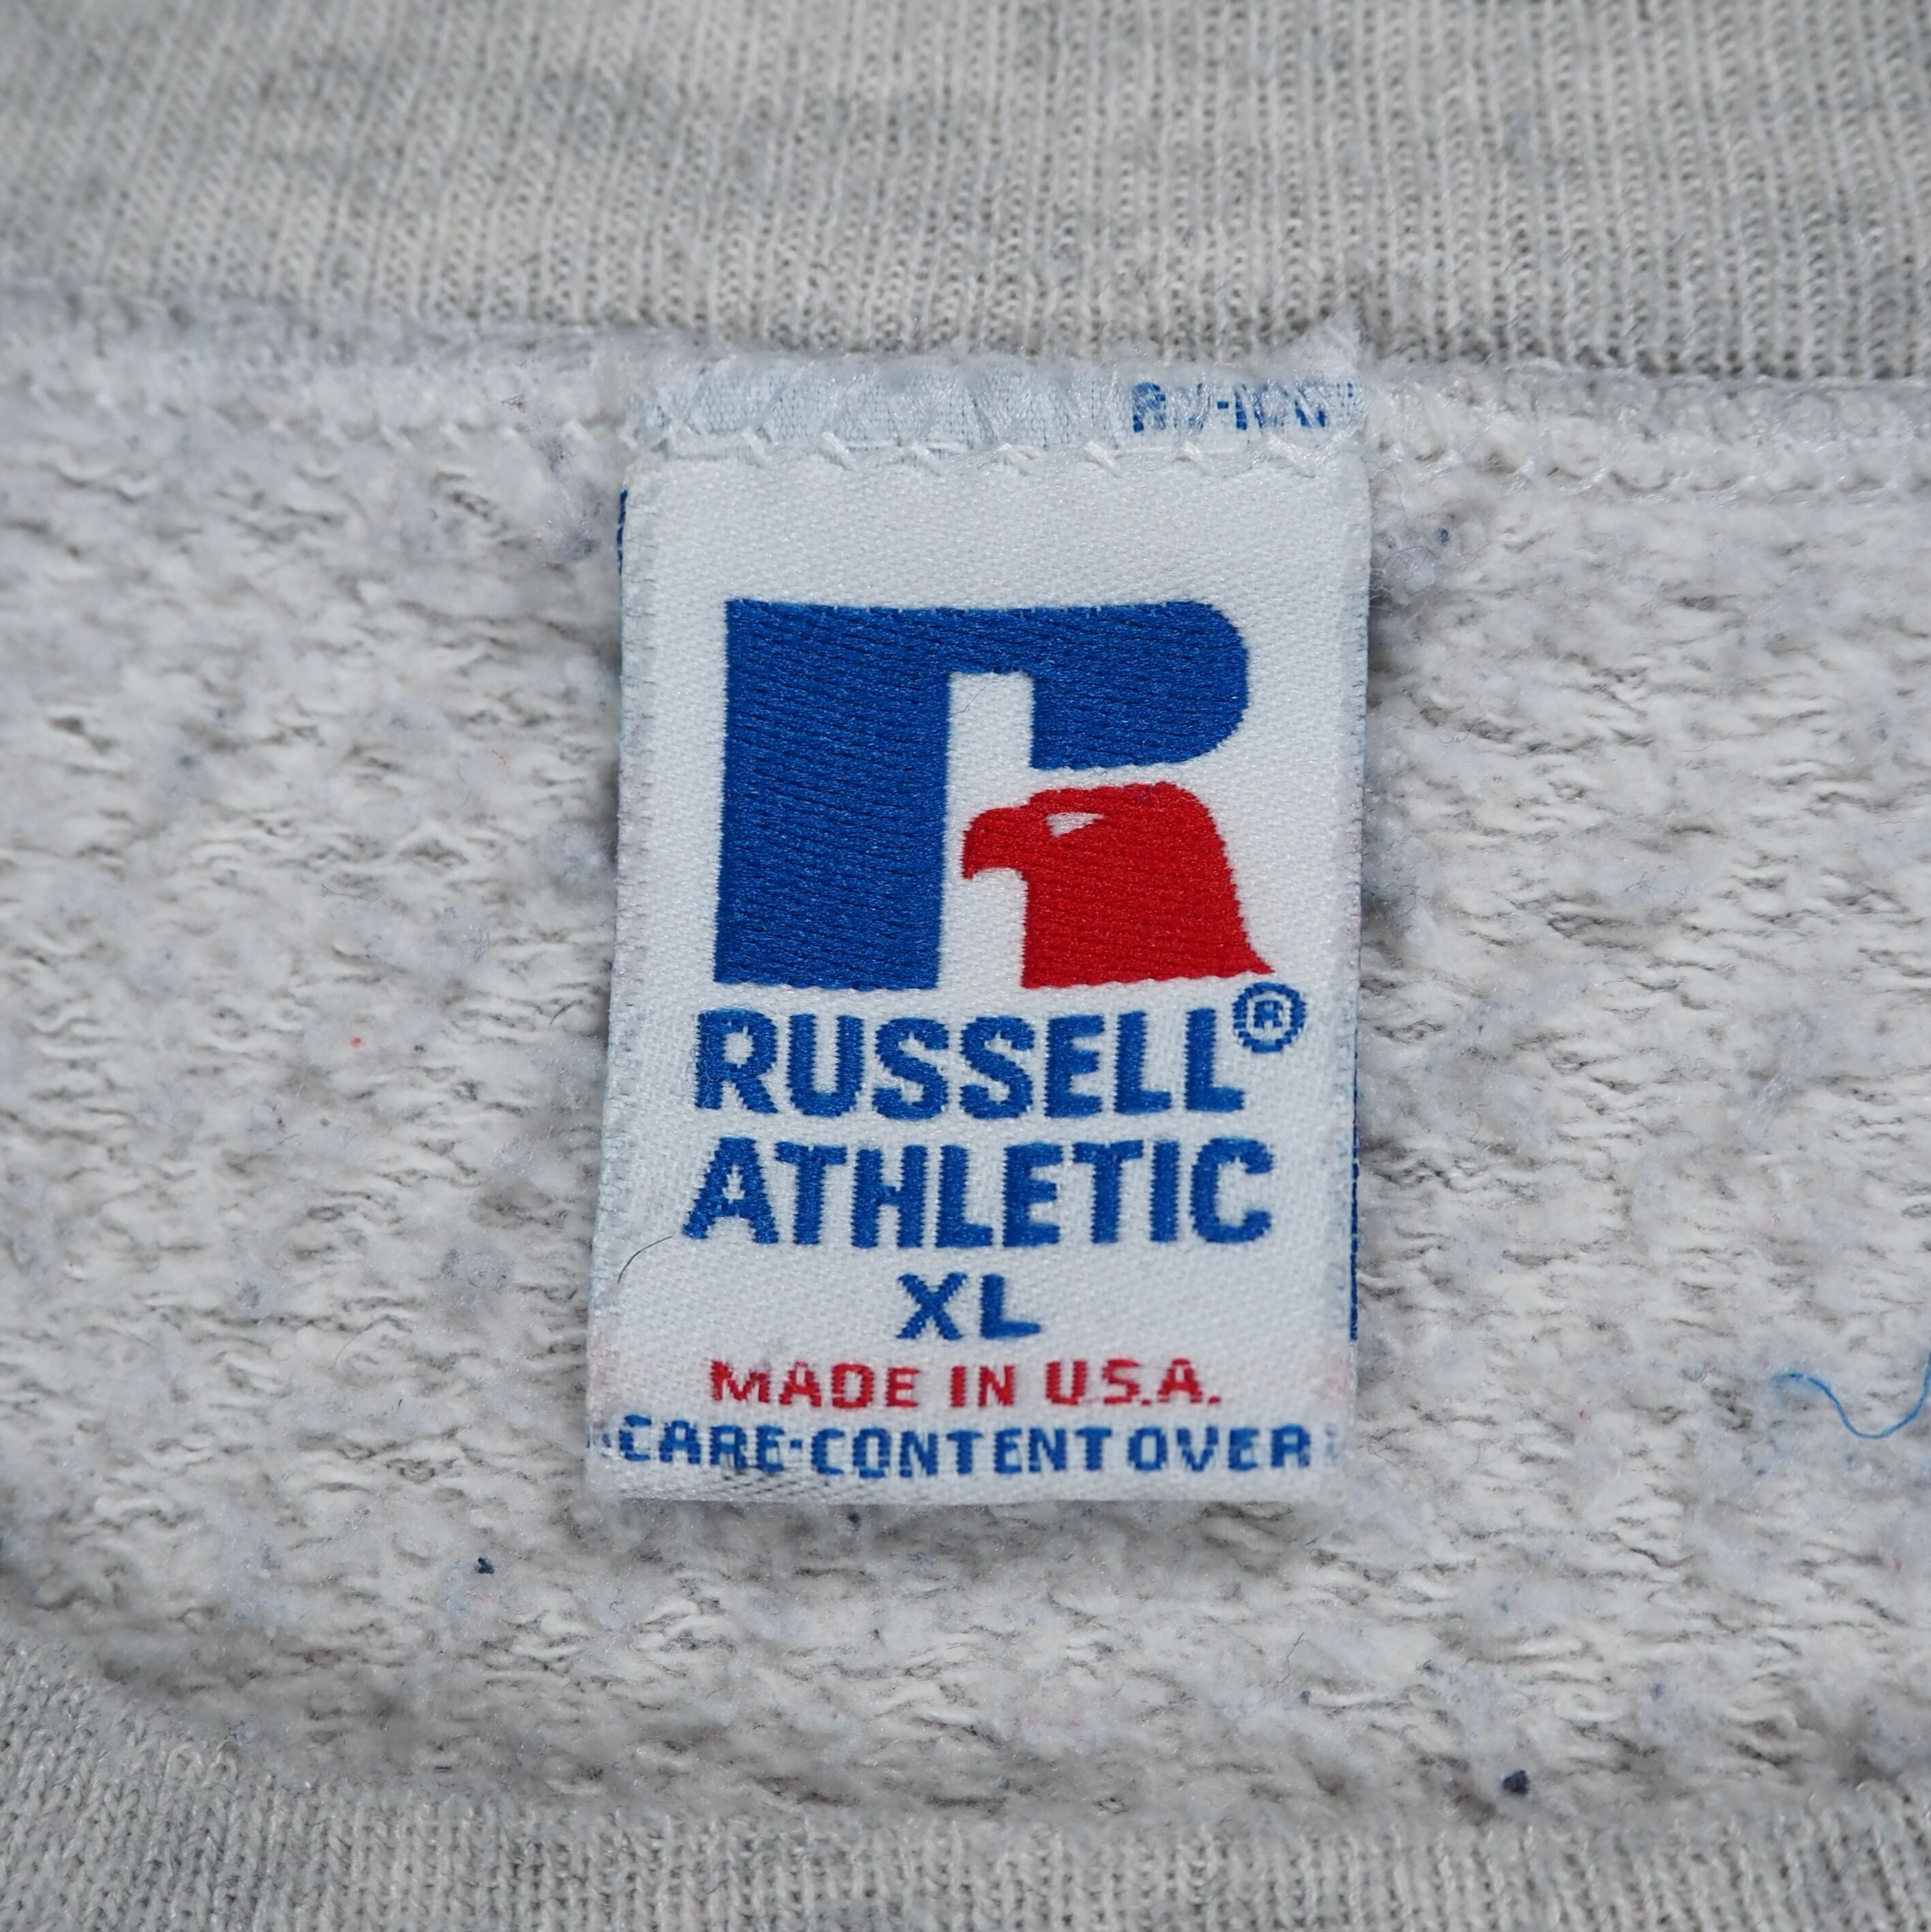 RUSSELL®
ATHLETIC
XL
MADE IN U.S.A.
CARE·CONTENT OVER